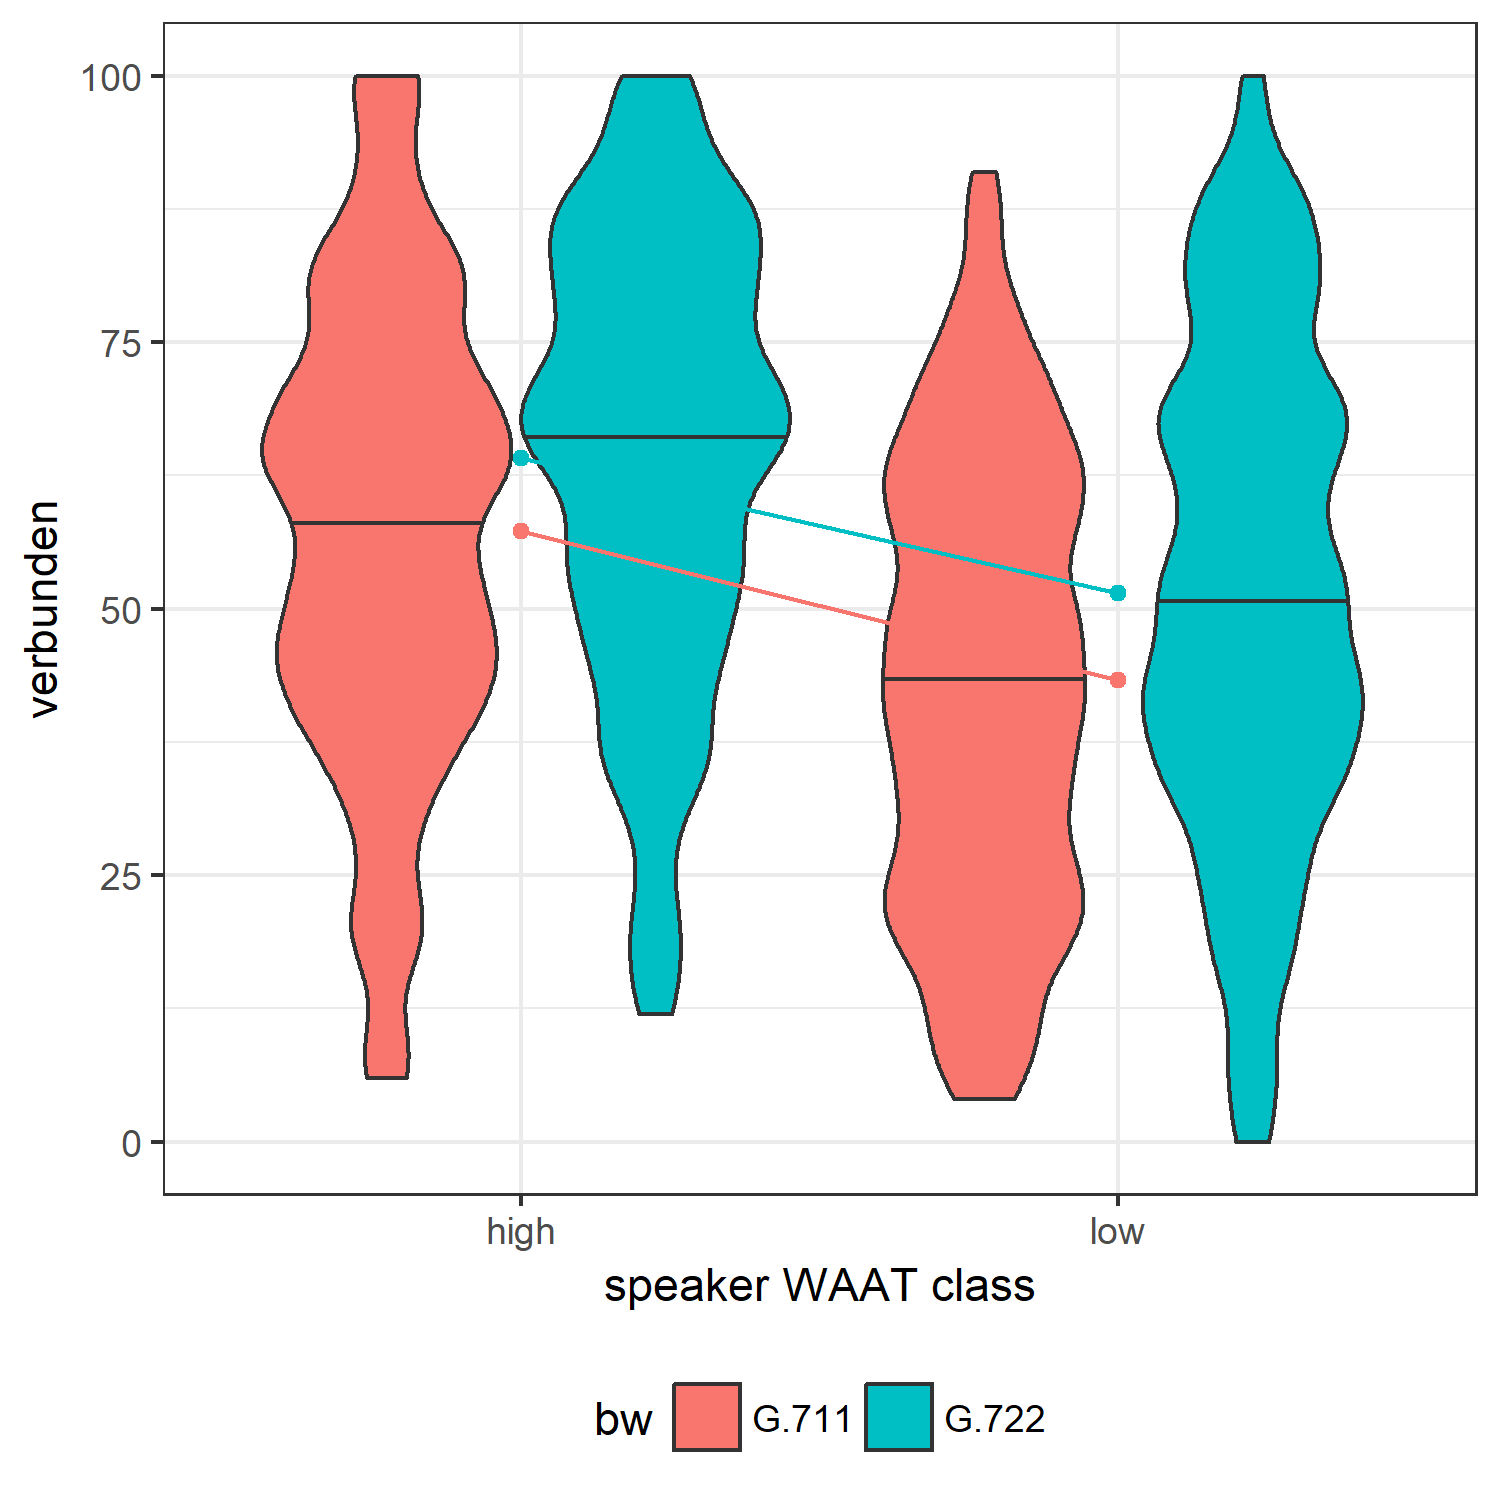 100
75
50
25
0
verbunden
high low
speaker WAAT class
bw G.711 G.722